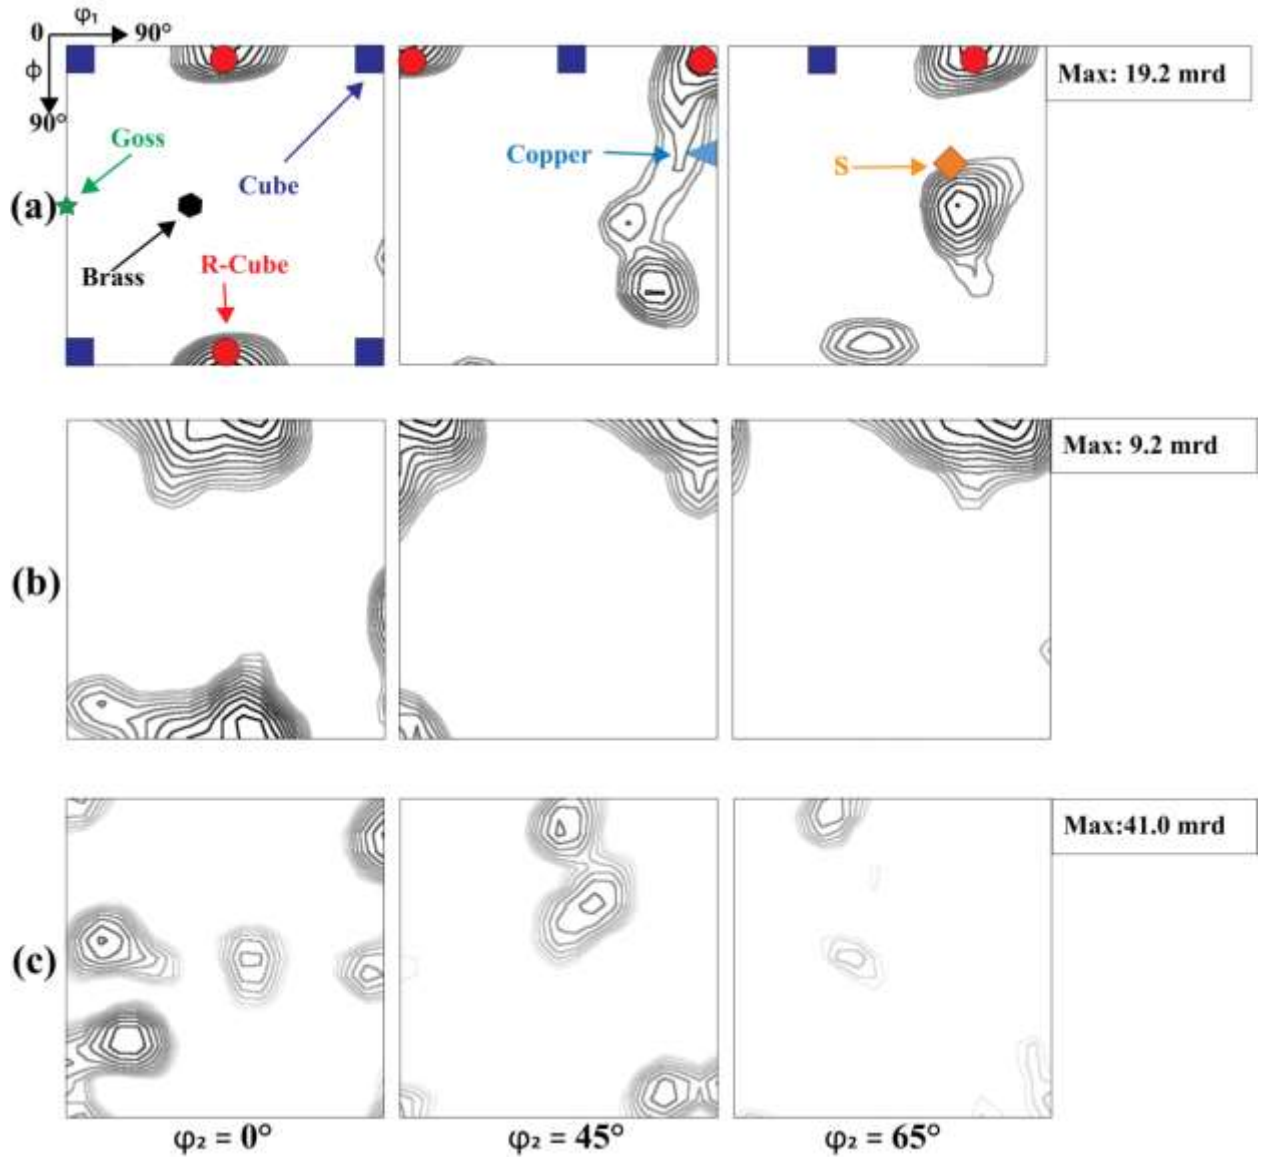 φ₁
0 90°
ϕ
90°
Max: 19.2 mrd
Goss
Cube
Copper
S
(a)
Brass
R-Cube
Max: 9.2 mrd
(b)
Max:41.0 mrd
(c)
φ₂ = 0° φ₂ = 45° φ₂ = 65°